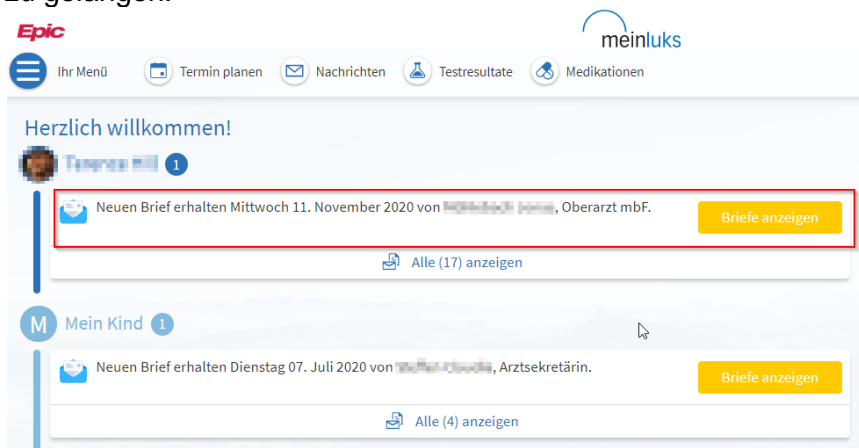 zu gelangen.
Epic
meinluks
Ihr Menü Termin planen Nachrichten Testresultate Medikationen
Herzlich willkommen!
1
Neuen Brief erhalten Mittwoch 11. November 2020 von , Oberarzt mbF.
Briefe anzeigen
Alle (17) anzeigen
M Mein Kind 1
Neuen Brief erhalten Dienstag 07. Juli 2020 von , Arztsekretärin.
Briefe anzeigen
Alle (4) anzeigen